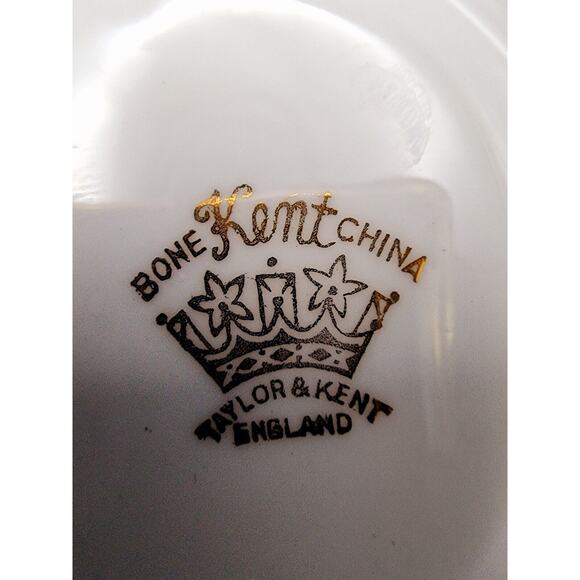 BONE Kent CHINA
TAYLOR & KENT
ENGLAND